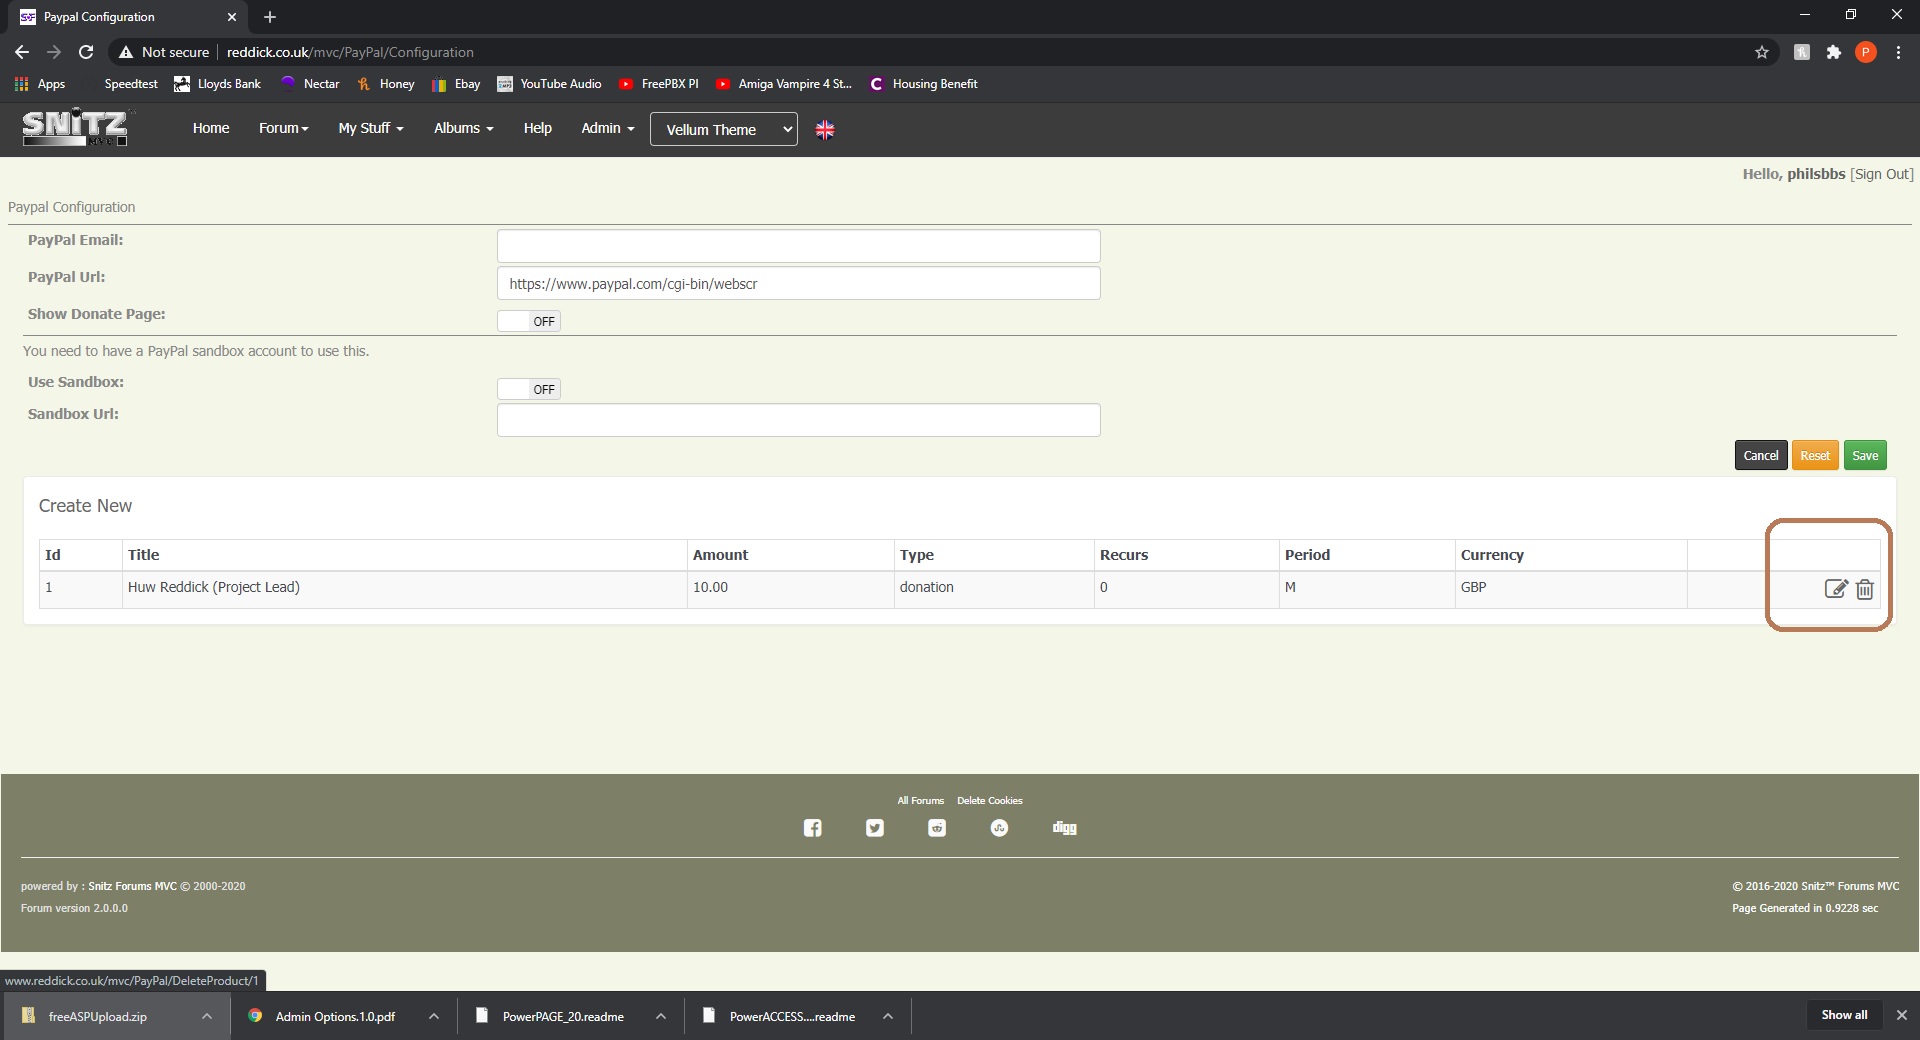 Paypal Configuration
Not secure reddick.co.uk/mvc/PayPal/Configuration
P
Apps Speedtest Lloyds Bank Nectar Honey Ebay YouTube Audio FreePBX PI Amiga Vampire 4 St... Housing Benefit
SNiTZ MVC
Home Forum My Stuff Albums Help Admin Vellum Theme
Hello, philsbbs [Sign Out]
Paypal Configuration
PayPal Email:
PayPal Url: https://www.paypal.com/cgi-bin/webscr
Show Donate Page: OFF
You need to have a PayPal sandbox account to use this.
Use Sandbox: OFF
Sandbox Url:
Cancel Reset Save
Create New
Id Title Amount Type Recurs Period Currency
1 Huw Reddick (Project Lead) 10.00 donation 0 M GBP
All Forums Delete Cookies
digg
powered by : Snitz Forums MVC © 2000-2020
© 2016-2020 Snitz™ Forums MVC
Forum version 2.0.0.0
Page Generated in 0.9228 sec
www.reddick.co.uk/mvc/PayPal/DeleteProduct/1
freeASPUpload.zip Admin Options.1.0.pdf PowerPAGE_20.readme PowerACCESS....readme Show all